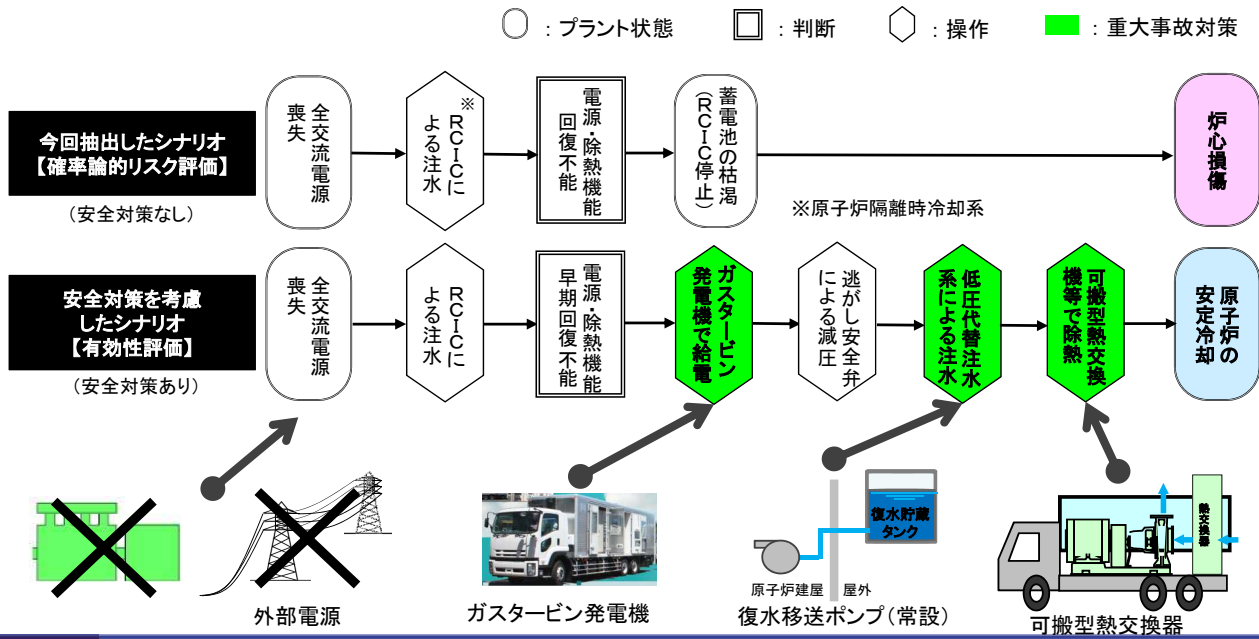 ：プラント状態
：判断
：操作
：重大事故対策
今回抽出したシナリオ
【確率論的リスク評価】
（安全対策なし）
全交流電源
喪失
※
RCICに
よる注水
電源・除熱機能
回復不能
蓄電池の枯渇
（RCIC停止）
※原子炉隔離時冷却系
炉心損傷
安全対策を考慮
したシナリオ
【有効性評価】
（安全対策あり）
全交流電源
喪失
RCICに
よる注水
電源・除熱機能
早期回復不能
ガスタービン
発電機で給電
逃がし安全弁
による減圧
低圧代替注水
系による注水
可搬型熱交換
機等で除熱
原子炉の
安定冷却
外部電源
ガスタービン発電機
復水貯蔵
タンク
原子炉建屋
屋外
復水移送ポンプ（常設）
熱交換器
可搬型熱交換器